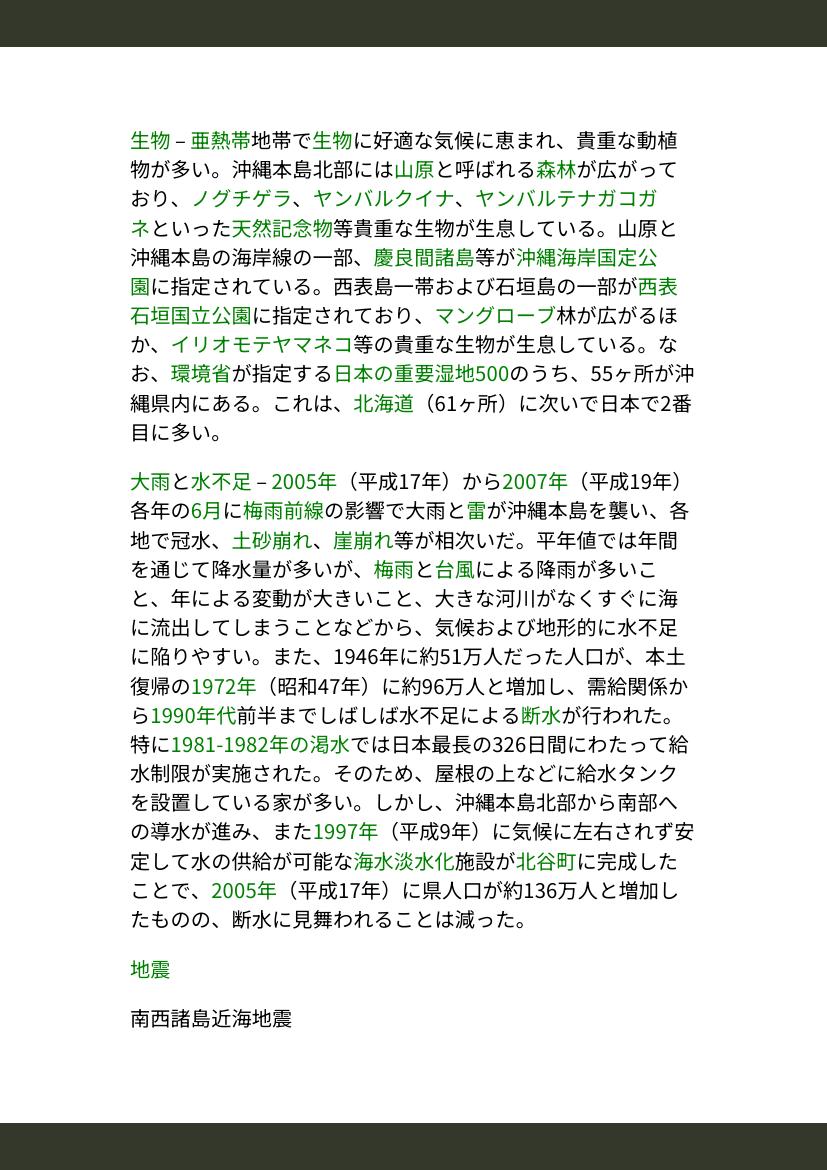 生物 – 亜熱帯地帯で生物に好適な気候に恵まれ、貴重な動植
物が多い。沖縄本島北部には山原と呼ばれる森林が広がって
おり、ノグチゲラ、ヤンバルクイナ、ヤンバルテナガコガ
ネといった天然記念物等貴重な生物が生息している。山原と
沖縄本島の海岸線の一部、慶良間諸島等が沖縄海岸国定公
園に指定されている。西表島一帯および石垣島の一部が西表
石垣国立公園に指定されており、マングローブ林が広がるほ
か、イリオモテヤマネコ等の貴重な生物が生息している。な
お、環境省が指定する日本の重要湿地500のうち、55ヶ所が沖
縄県内にある。これは、北海道（61ヶ所）に次いで日本で2番
目に多い。
大雨と水不足 – 2005年（平成17年）から2007年（平成19年）
各年の6月に梅雨前線の影響で大雨と雷が沖縄本島を襲い、各
地で冠水、土砂崩れ、崖崩れ等が相次いだ。平年値では年間
を通じて降水量が多いが、梅雨と台風による降雨が多いこ
と、年による変動が大きいこと、大きな河川がなくすぐに海
に流出してしまうことなどから、気候および地形的に水不足
に陥りやすい。また、1946年に約51万人だった人口が、本土
復帰の1972年（昭和47年）に約96万人と増加し、需給関係か
ら1990年代前半までしばしば水不足による断水が行われた。
特に1981-1982年の渇水では日本最長の326日間にわたって給
水制限が実施された。そのため、屋根の上などに給水タンク
を設置している家が多い。しかし、沖縄本島北部から南部へ
の導水が進み、また1997年（平成9年）に気候に左右されず安
定して水の供給が可能な海水淡水化施設が北谷町に完成した
ことで、2005年（平成17年）に県人口が約136万人と増加し
たものの、断水に見舞われることは減った。
地震
南西諸島近海地震